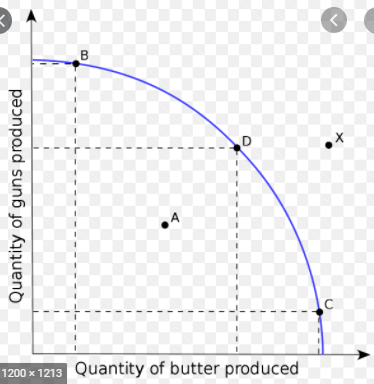 B
D
X
A
C
Quantity of guns produced
Quantity of butter produced
1200 × 1213